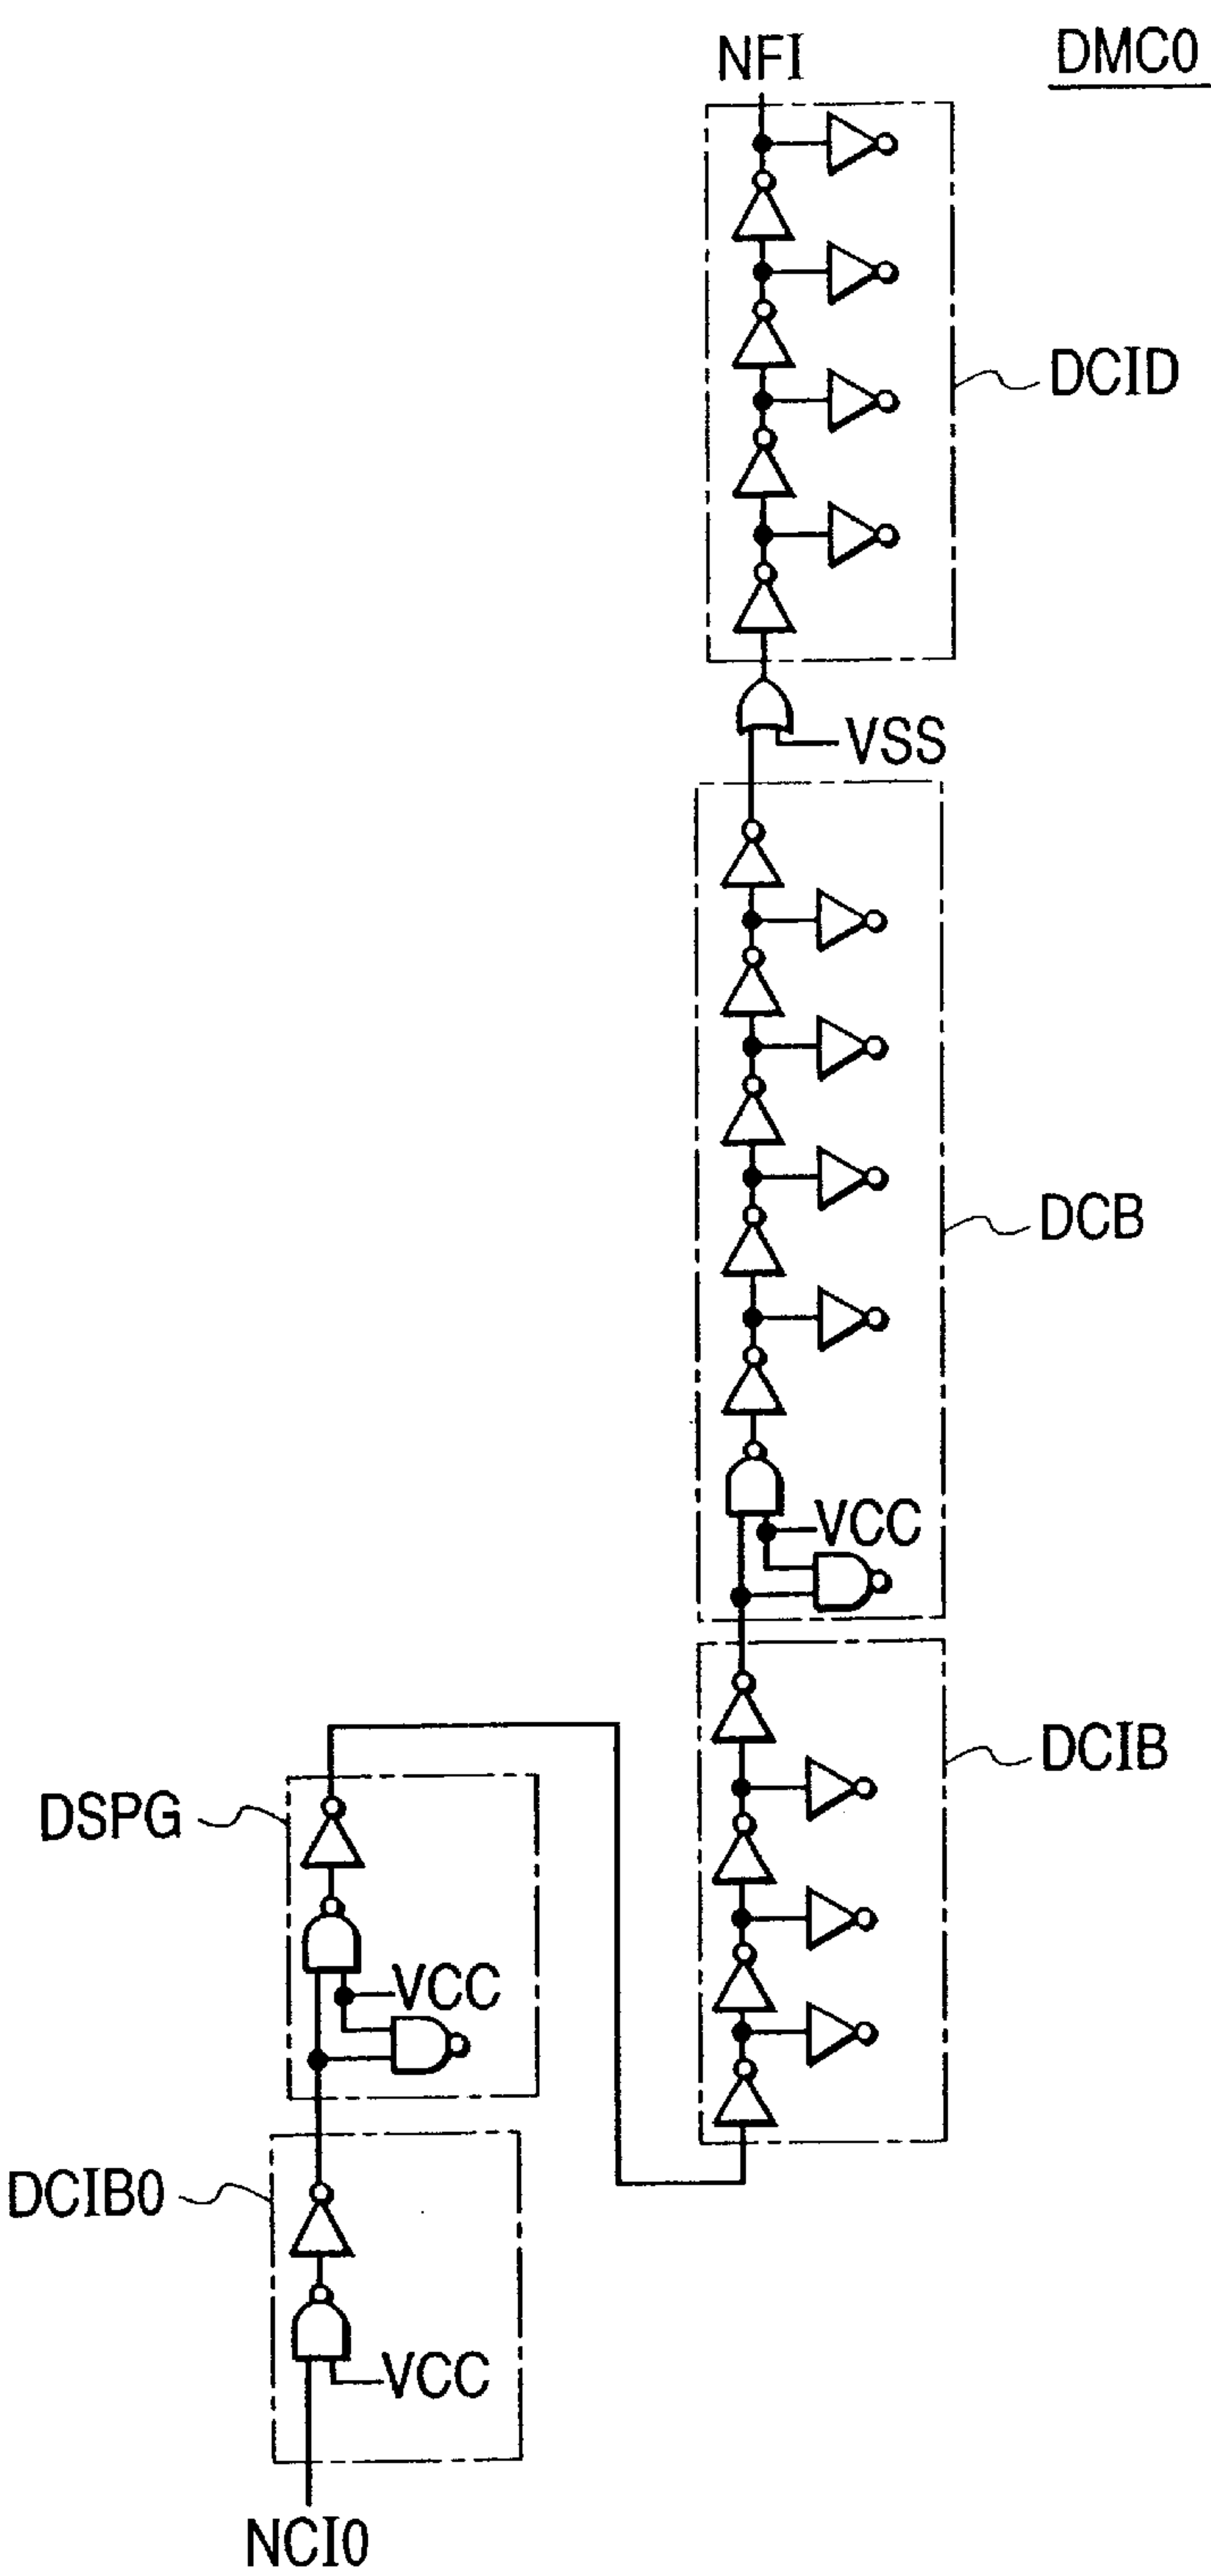 NFI
DMC0
DCID
VSS
DCB
VCC
DCIB
DSPG
VCC
DCIB0
VCC
NCI0